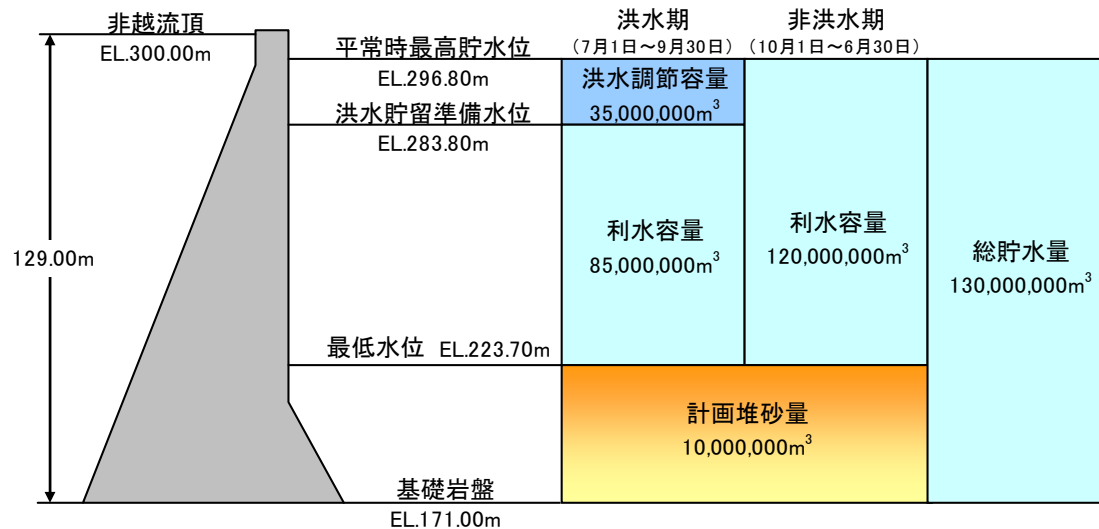 非越流頂
EL.300.00m
129.00m
平常時最高貯水位
EL.296.80m
洪水貯留準備水位
EL.283.80m
最低水位 EL.223.70m
基礎岩盤
EL.171.00m
洪水期
(7月1日～9月30日)
非洪水期
(10月1日～6月30日)
洪水調節容量
35,000,000m³
利水容量
85,000,000m³
利水容量
120,000,000m³
総貯水量
130,000,000m³
計画堆砂量
10,000,000m³